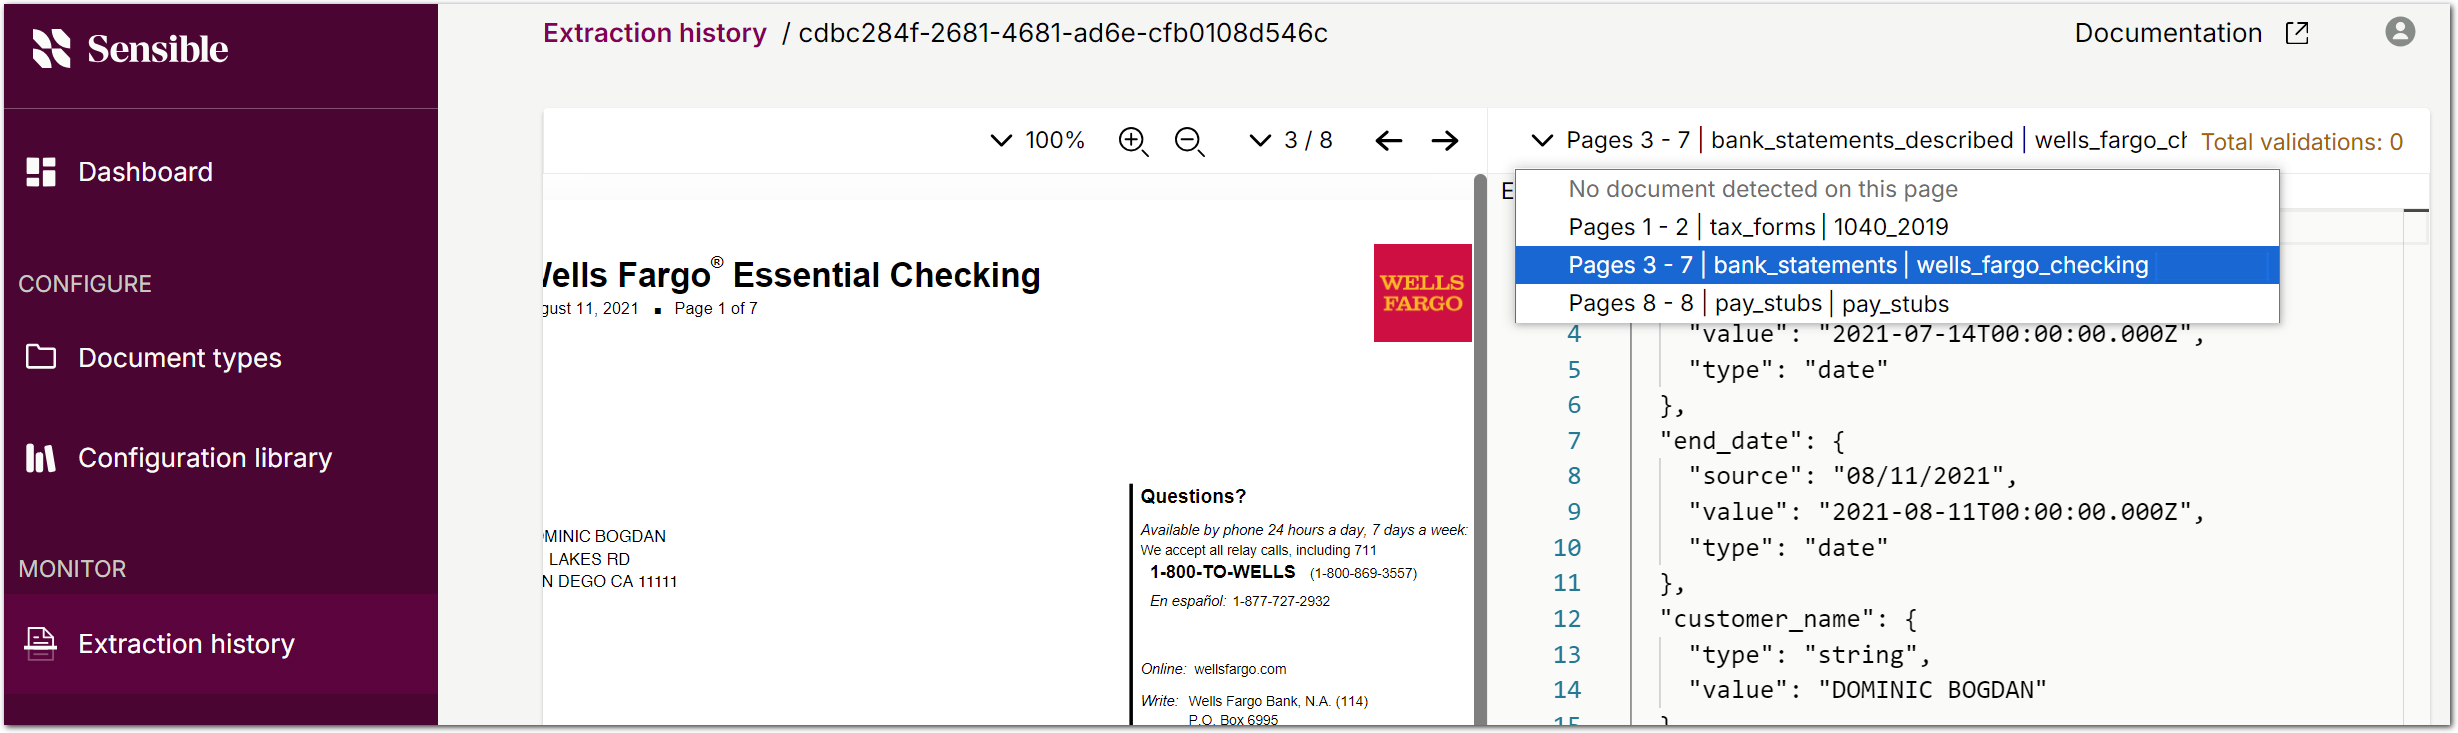 Sensible
Extraction history / cdbc284f-2681-4681-ad6e-cfb0108d546c
Documentation
Dashboard
CONFIGURE
Document types
Configuration library
MONITOR
Extraction history
100%
3 / 8
Pages 3 - 7 | bank_statements_described | wells_fargo_ch
Total validations: 0
E
No document detected on this page
Pages 1 - 2 | tax_forms | 1040_2019
Pages 3 - 7 | bank_statements | wells_fargo_checking
Pages 8 - 8 | pay_stubs | pay_stubs
Wells Fargo® Essential Checking
gust 11, 2021 ■ Page 1 of 7
WELLS
FARGO
OMINIC BOGDAN
LAKES RD
N DEGO CA 11111
Questions?
Available by phone 24 hours a day, 7 days a week:
We accept all relay calls, including 711
1-800-TO-WELLS (1-800-869-3557)
En español: 1-877-727-2932
Online: wellsfargo.com
Write: Wells Fargo Bank, N.A. (114)
P.O. Box 6995
4 "value": "2021-07-14T00:00:00.000Z",
5 "type": "date"
6 },
7 "end_date": {
8 "source": "08/11/2021",
9 "value": "2021-08-11T00:00:00.000Z",
10 "type": "date"
11 },
12 "customer_name": {
13 "type": "string",
14 "value": "DOMINIC BOGDAN"
15 }